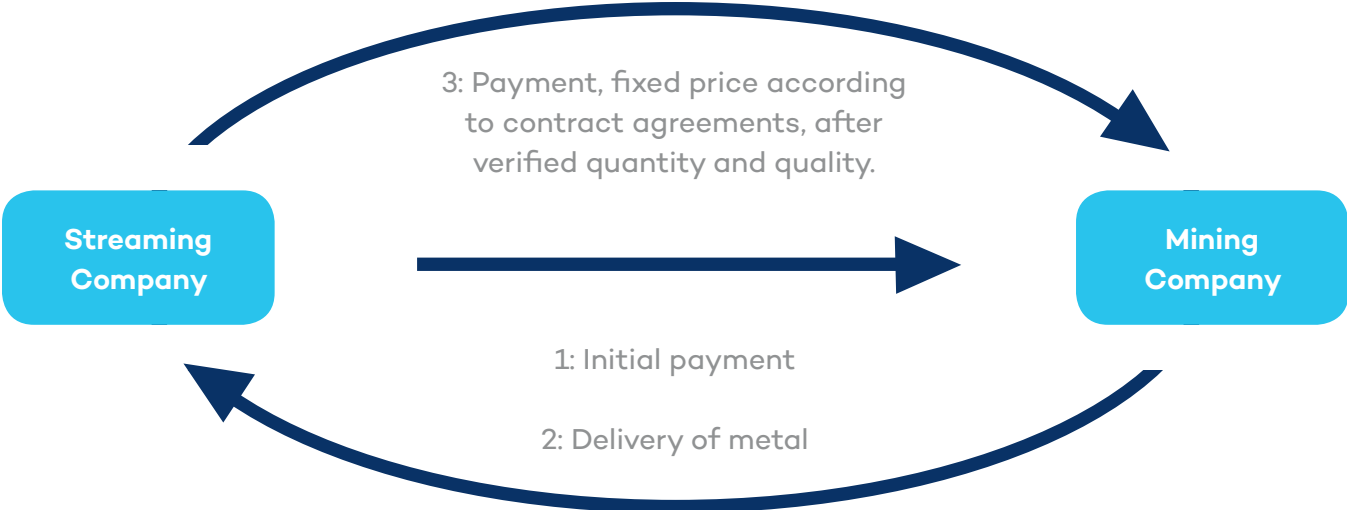 3: Payment, fixed price according
to contract agreements, after
verified quantity and quality.
Streaming
Company
Mining
Company
1: Initial payment
2: Delivery of metal